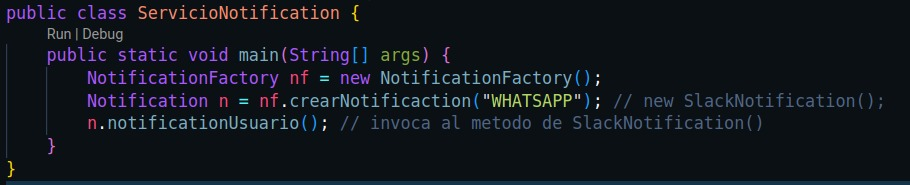 public class ServicioNotification {
Run | Debug
public static void main(String[] args) {
NotificationFactory nf = new NotificationFactory();
Notification n = nf.crearNotificaction("WHATSAPP"); // new SlackNotification();
n.notificationUsuario(); // invoca al metodo de SlackNotification()
}
}